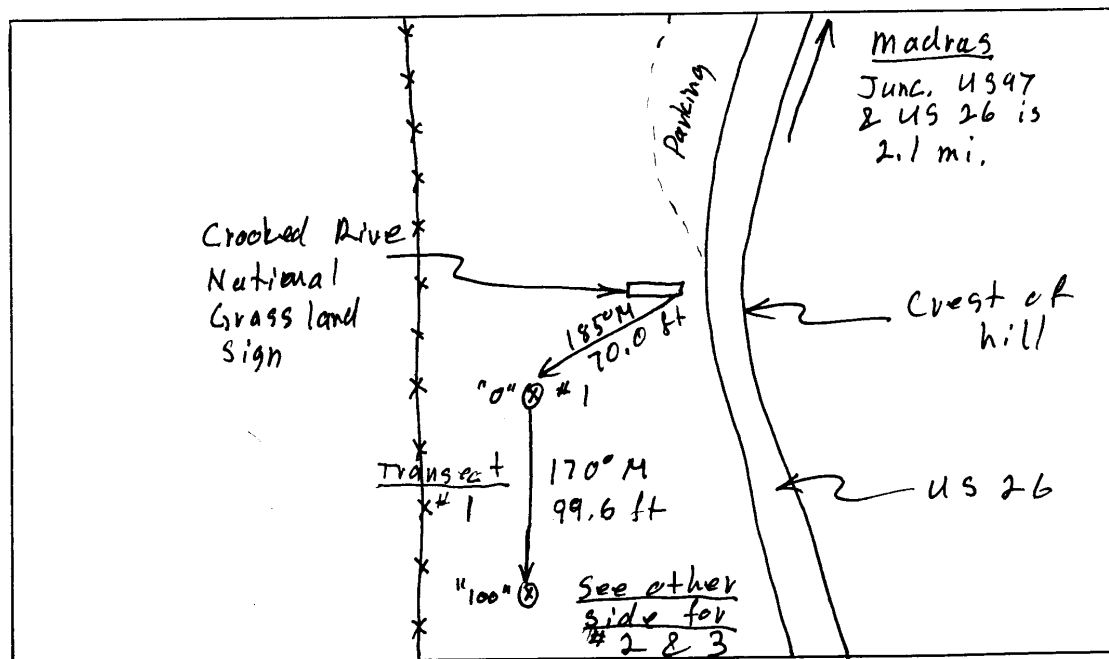 Madras
Junc. US97
& US 26 is
2.1 mi.
Parking
Crooked Rive
National
Grassland
Sign
185° M
70.0 ft
Crest of
hill
"0" #1
Transect
#1
170° M
99.6 ft
US 26
"100"
See other
side for
#2 & 3